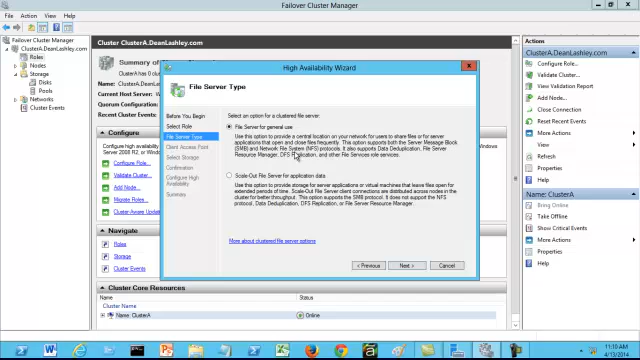 Failover Cluster Manager
File Action View Help
Failover Cluster Manager
ClusterA.DeanLashley.com
Roles
Nodes
Storage
Disks
Pools
Networks
Cluster Events
Cluster ClusterA.DeanLashley.com
Summary of
ClusterA has 0
Name: ClusterA
Current Host Server:
Quorum Configuration:
Recent Cluster Events:
Configure
Configure high availability
Server 2008 R2, or
Configure Role...
Validate Cluster...
Add Node...
Migrate Roles...
Cluster-Aware Updat
Navigate
Roles
Storage
Cluster Events
Cluster Core Resources
Name Status
Cluster Name
Name: ClusterA Online
High Availability Wizard
File Server Type
Before You Begin
Select Role
File Server Type
Client Access Point
Select Storage
Confirmation
Configure High
Availability
Summary
Select an option for a clustered file server:
File Server for general use
Use this option to provide a central location on your network for users to share files or for server
applications that open and close files frequently. This option supports both the Server Message Block
(SMB) and Network File System (NFS) protocols. It also supports Data Deduplication, File Server
Resource Manager, DFS Replication, and other File Services role services.
Scale-Out File Server for application data
Use this option to provide storage for server applications or virtual machines that leave files open for
extended periods of time. Scale-Out File Server client connections are distributed across nodes in the
cluster for better throughput. This option supports the SMB protocol. It does not support the NFS
protocol, Data Deduplication, DFS Replication, or File Server Resource Manager.
More about clustered file server options
< Previous Next > Cancel
Actions
ClusterA.DeanLashley.com
Configure Role...
Validate Cluster...
View Validation Report
Add Node...
Close Connection
Reset Recent Events
More Actions
View
Refresh
Properties
Help
Name: ClusterA
Bring Online
Take Offline
Show Critical Events
More Actions
Properties
Help
11:10 AM
4/13/2014